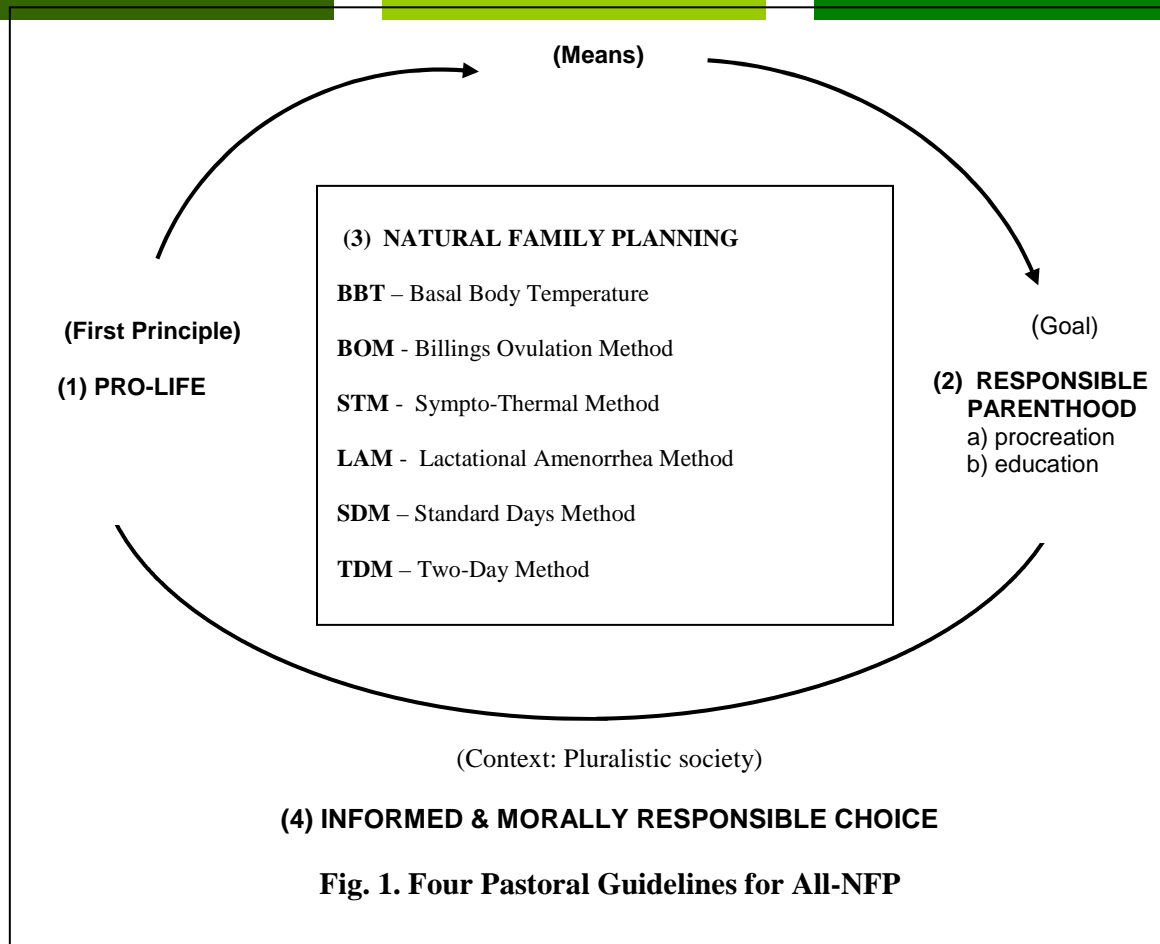 (Means)
(3) NATURAL FAMILY PLANNING
BBT – Basal Body Temperature
BOM - Billings Ovulation Method
STM - Sympto-Thermal Method
LAM - Lactational Amenorrhea Method
SDM – Standard Days Method
TDM – Two-Day Method
(First Principle)
(1) PRO-LIFE
(Goal)
(2) RESPONSIBLE
PARENTHOOD
a) procreation
b) education
(Context: Pluralistic society)
(4) INFORMED & MORALLY RESPONSIBLE CHOICE
Fig. 1. Four Pastoral Guidelines for All-NFP